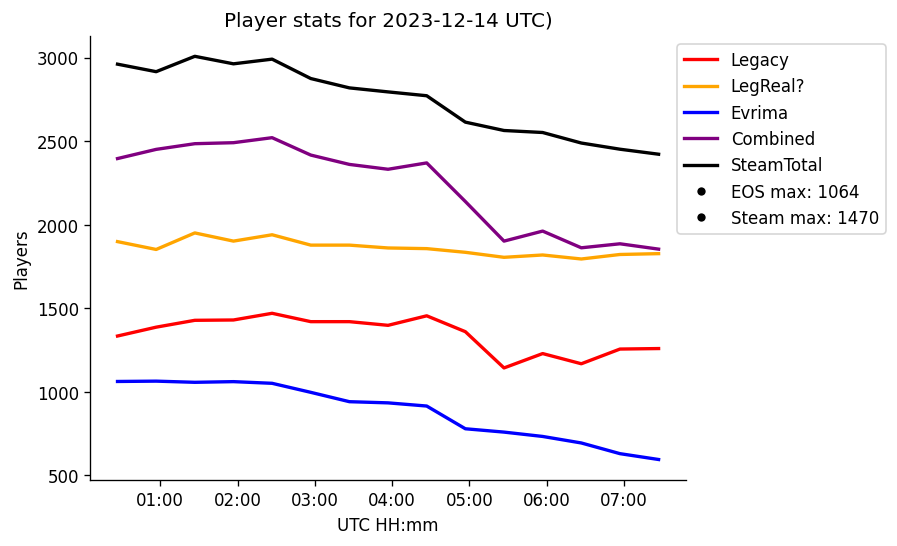 Player stats for 2023-12-14 UTC)
3000
2500
2000
1500
1000
500
Players
01:00
02:00
03:00
04:00
05:00
06:00
07:00
UTC HH:mm
Legacy
LegReal?
Evrima
Combined
SteamTotal
EOS max: 1064
Steam max: 1470